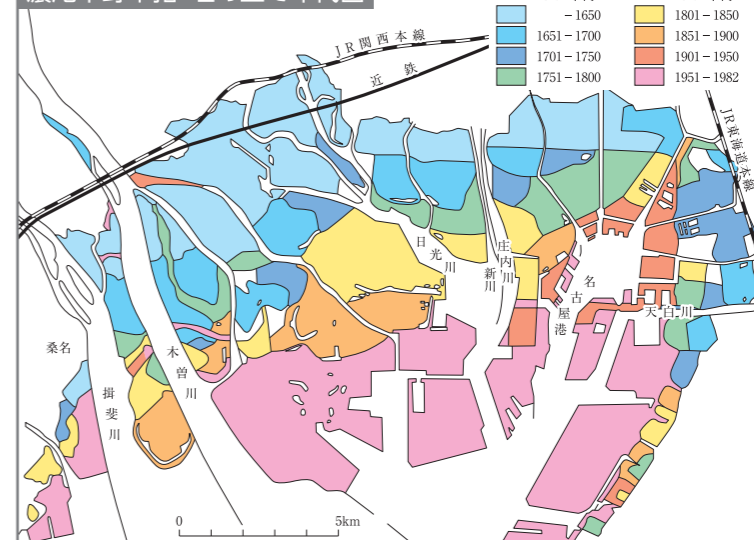 -1650
1651-1700
1701-1750
1751-1800
1801-1850
1851-1900
1901-1950
1951-1982
JR関西本線
近鉄
JR東海道本線
日光川
新川
庄内川
名古屋港
天白川
桑名
揖斐川
木曽川
0 5km